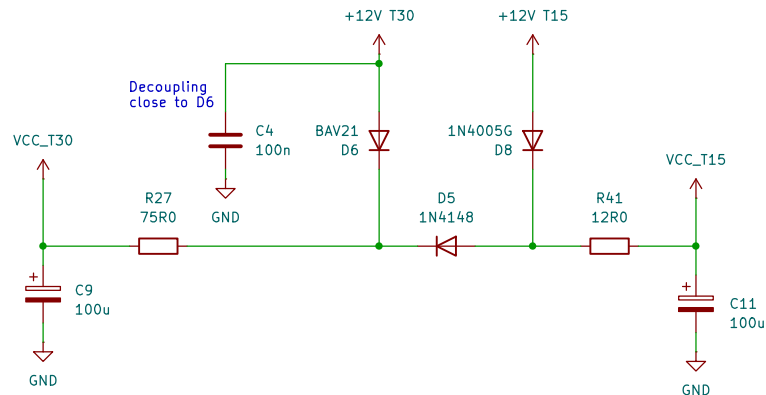 +12V T30
+12V T15
Decoupling
close to D6
C4
100n
BAV21
D6
1N4005G
D8
VCC_T30
VCC_T15
R27
75R0
GND
D5
1N4148
R41
12R0
+
C9
100u
+
C11
100u
GND
GND